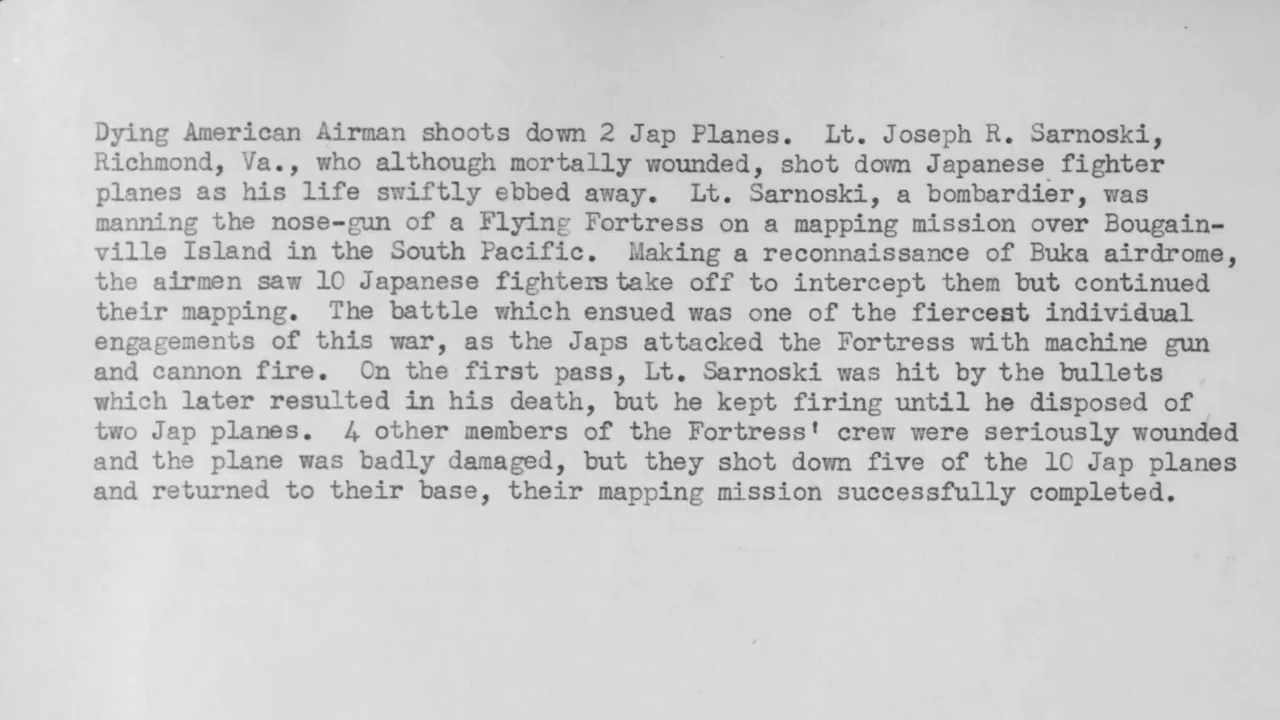 Dying American Airman shoots down 2 Jap Planes.  Lt. Joseph R. Sarnoski,
Richmond, Va., who although mortally wounded, shot down Japanese fighter
planes as his life swiftly ebbed away.  Lt. Sarnoski, a bombardier, was
manning the nose-gun of a Flying Fortress on a mapping mission over Bougain-
ville Island in the South Pacific.  Making a reconnaissance of Buka airdrome,
the airmen saw 10 Japanese fighters take off to intercept them but continued
their mapping.  The battle which ensued was one of the fiercest individual
engagements of this war, as the Japs attacked the Fortress with machine gun
and cannon fire.  On the first pass, Lt. Sarnoski was hit by the bullets
which later resulted in his death, but he kept firing until he disposed of
two Jap planes.  4 other members of the Fortress' crew were seriously wounded
and the plane was badly damaged, but they shot down five of the 10 Jap planes
and returned to their base, their mapping mission successfully completed.